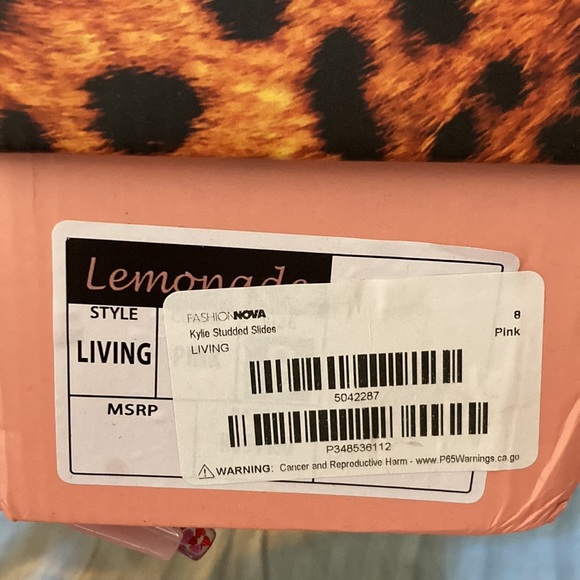 Lemonade
STYLE
LIVING
MSRP
FASHIONNOVA
Kylie Studded Slides
LIVING
8
Pink
5042287
P348536112
WARNING: Cancer and Reproductive Harm - www.P65Warnings.ca.go